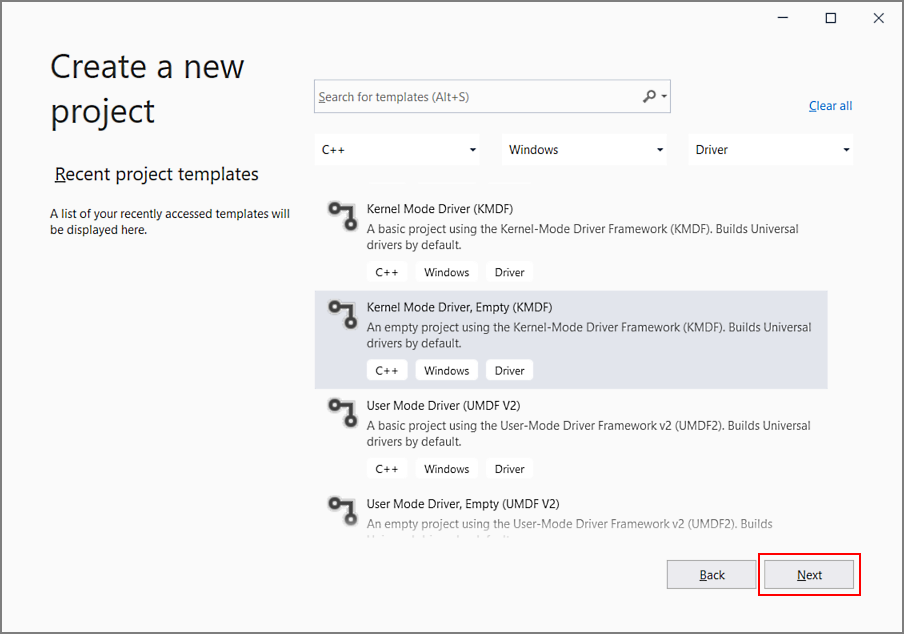 Create a new
project
Search for templates (Alt+S)
Clear all
C++
Windows
Driver
Recent project templates
A list of your recently accessed templates will
be displayed here.
Kernel Mode Driver (KMDF)
A basic project using the Kernel-Mode Driver Framework (KMDF). Builds Universal
drivers by default.
C++ Windows Driver
Kernel Mode Driver, Empty (KMDF)
An empty project using the Kernel-Mode Driver Framework (KMDF). Builds Universal
drivers by default.
C++ Windows Driver
User Mode Driver (UMDF V2)
A basic project using the User-Mode Driver Framework v2 (UMDF2). Builds Universal
drivers by default.
C++ Windows Driver
User Mode Driver, Empty (UMDF V2)
An empty project using the User-Mode Driver Framework v2 (UMDF2). Builds
Back
Next